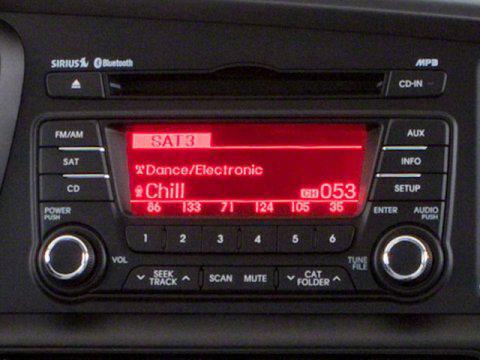 SIRIUS Bluetooth MP3
CD-IN
FM/AM SAT3 AUX
SAT Dance/Electronic INFO
CD Chill CH 053 SETUP
86 133 71 124 105 35
POWER PUSH ENTER AUDIO PUSH
1 2 3 4 5 6
VOL SEEK TRACK SCAN MUTE CAT FOLDER TUNE FILE